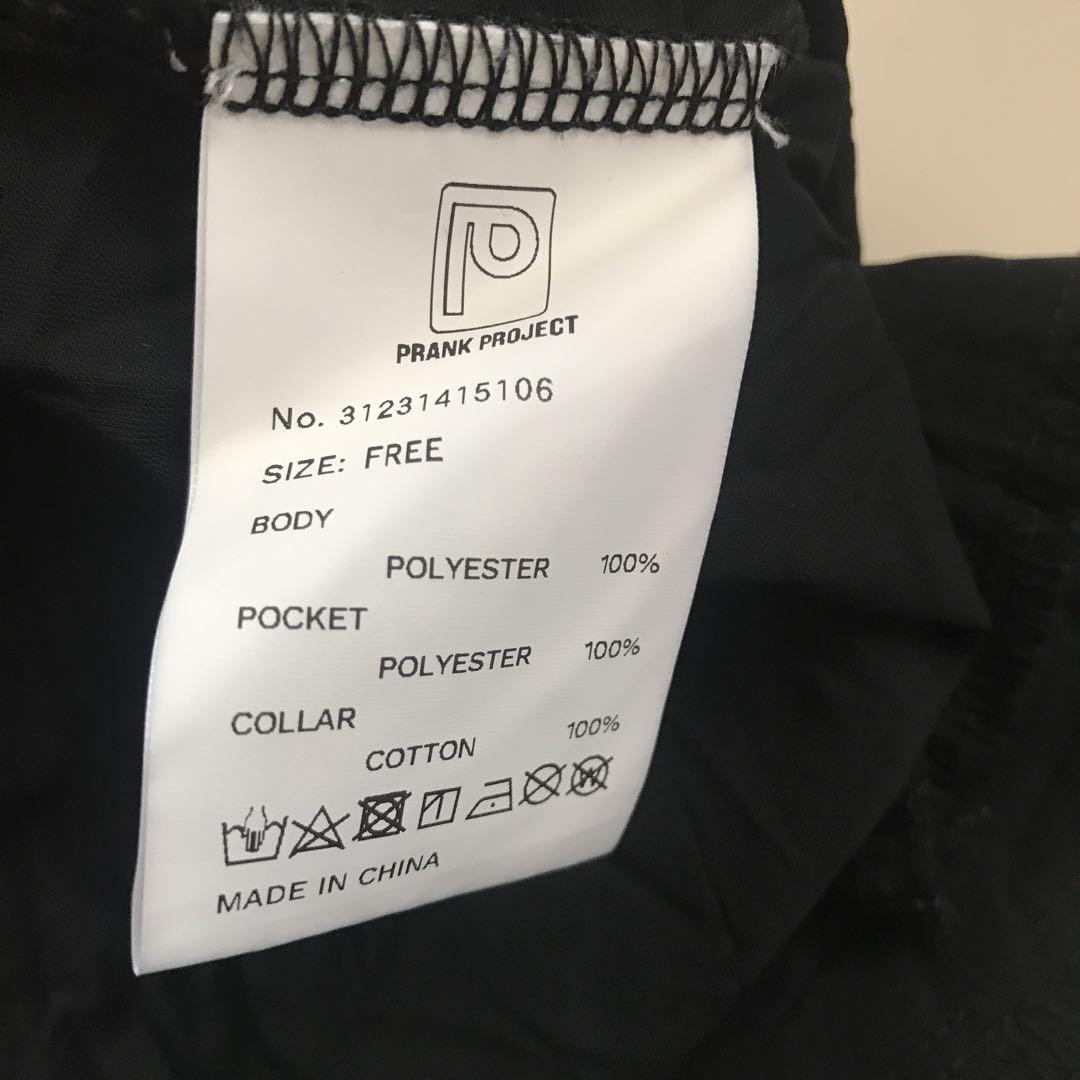 P
PRANK PROJECT
No. 31231415106
SIZE: FREE
BODY
POLYESTER 100%
POCKET
POLYESTER 100%
COLLAR
COTTON 100%
W
MADE IN CHINA